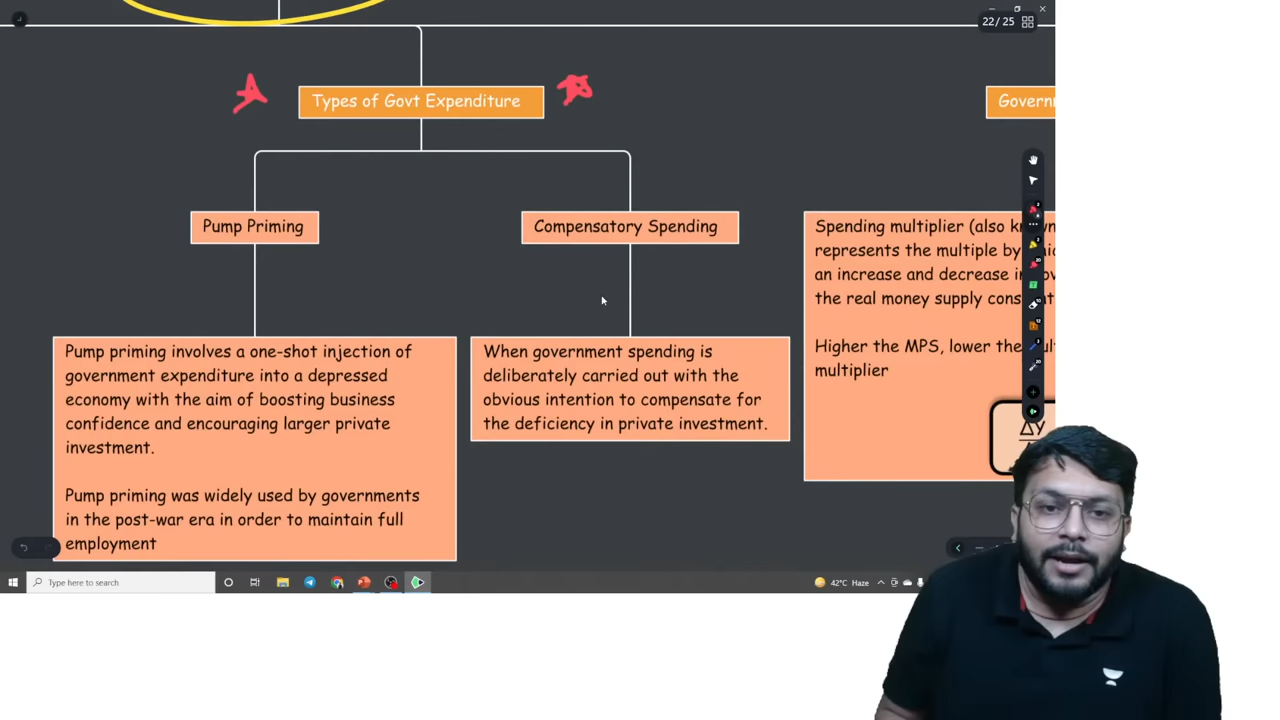 22/ 25
Types of Govt Expenditure
Govern
Pump Priming
Compensatory Spending
Pump priming involves a one-shot injection of
government expenditure into a depressed
economy with the aim of boosting business
confidence and encouraging larger private
investment.
Pump priming was widely used by governments
in the post-war era in order to maintain full
employment
When government spending is
deliberately carried out with the
obvious intention to compensate for
the deficiency in private investment.
Spending multiplier (also
represents the multiple by
an increase and decrease
the real money supply
Higher the MPS, lower the
multiplier
Δy
Type here to search
42°C Haze